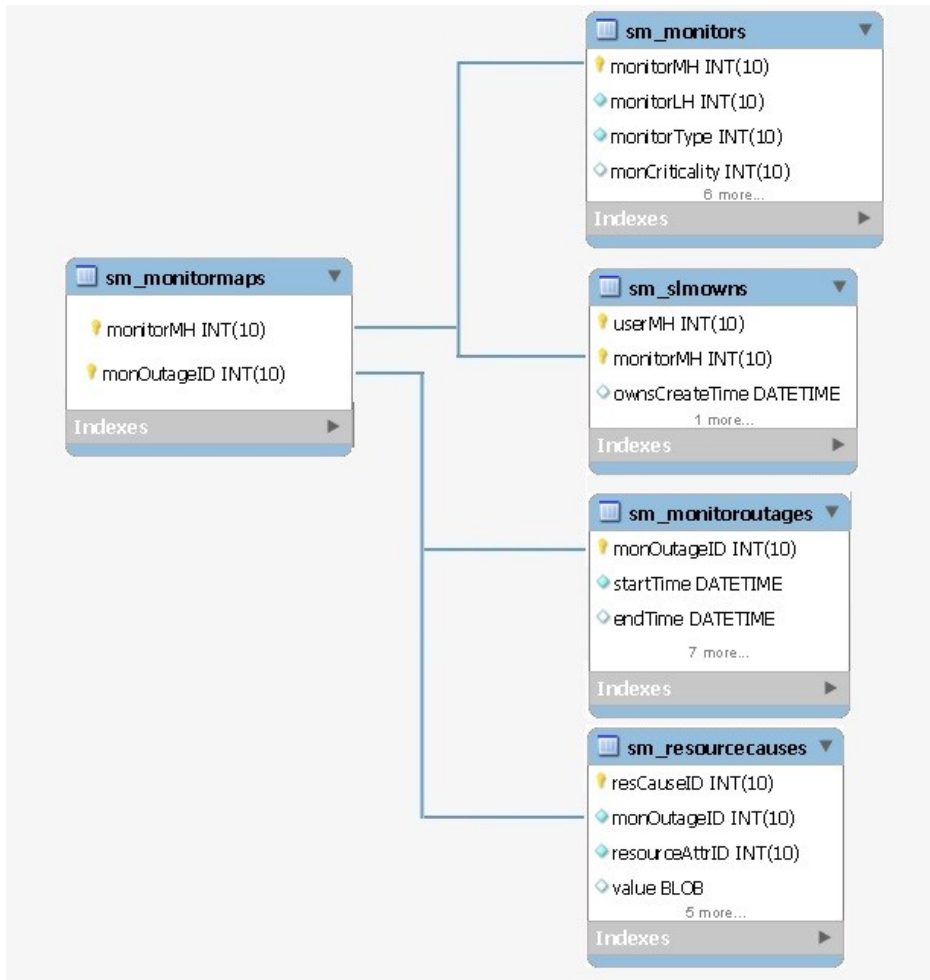 sm_monitors
monitorMH INT(10)
monitorLH INT(10)
monitorType INT(10)
monCriticality INT(10)
6 more...
Indexes
sm_monitormaps
monitorMH INT(10)
monOutageID INT(10)
Indexes
sm_slmowns
userMH INT(10)
monitorMH INT(10)
ownsCreateTime DATETIME
1 more...
Indexes
sm_monitoroutages
monOutageID INT(10)
startTime DATETIME
endTime DATETIME
7 more...
Indexes
sm_resourcecauses
resCauseID INT(10)
monOutageID INT(10)
resourceAttrID INT(10)
value BLOB
5 more...
Indexes